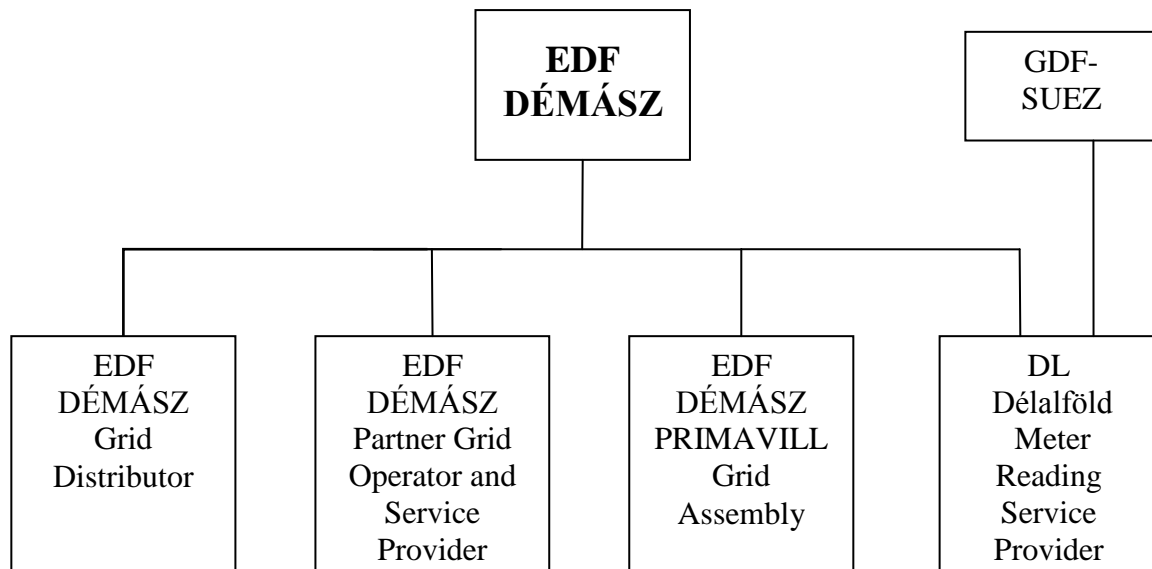 EDF
DÉMÁSZ
GDF-
SUEZ
EDF
DÉMÁSZ
Grid
Distributor
EDF
DÉMÁSZ
Partner Grid
Operator and
Service
Provider
EDF
DÉMÁSZ
PRIMAVILL
Grid
Assembly
DL
Délalföld
Meter
Reading
Service
Provider